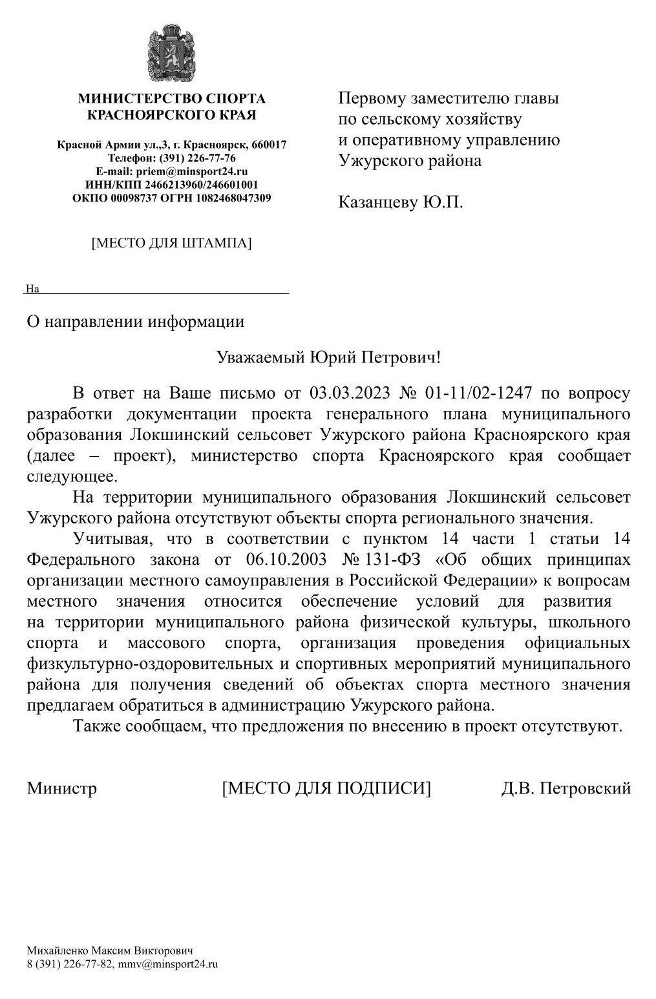 МИНИСТЕРСТВО СПОРТА
КРАСНОЯРСКОГО КРАЯ
Красной Армии ул.,3, г. Красноярск, 660017
Телефон: (391) 226-77-76
E-mail: priem@minsport24.ru
ИНН/КПП 2466213960/246601001
ОКПО 00098737 ОГРН 1082468047309
[МЕСТО ДЛЯ ШТАМПА]
На
Первому заместителю главы
по сельскому хозяйству
и оперативному управлению
Ужурского района
Казанцеву Ю.П.
О направлении информации
Уважаемый Юрий Петрович!
В ответ на Ваше письмо от 03.03.2023 № 01-11/02-1247 по вопросу
разработки документации проекта генерального плана муниципального
образования Локшинский сельсовет Ужурского района Красноярского края
(далее – проект), министерство спорта Красноярского края сообщает
следующее.
На территории муниципального образования Локшинский сельсовет
Ужурского района отсутствуют объекты спорта регионального значения.
Учитывая, что в соответствии с пунктом 14 части 1 статьи 14
Федерального закона от 06.10.2003 № 131-ФЗ «Об общих принципах
организации местного самоуправления в Российской Федерации» к вопросам
местного значения относится обеспечение условий для развития
на территории муниципального района физической культуры, школьного
спорта и массового спорта, организация проведения официальных
физкультурно-оздоровительных и спортивных мероприятий муниципального
района для получения сведений об объектах спорта местного значения
предлагаем обратиться в администрацию Ужурского района.
Также сообщаем, что предложения по внесению в проект отсутствуют.
Министр [МЕСТО ДЛЯ ПОДПИСИ] Д.В. Петровский
Михайленко Максим Викторович
8 (391) 226-77-82, mmv@minsport24.ru